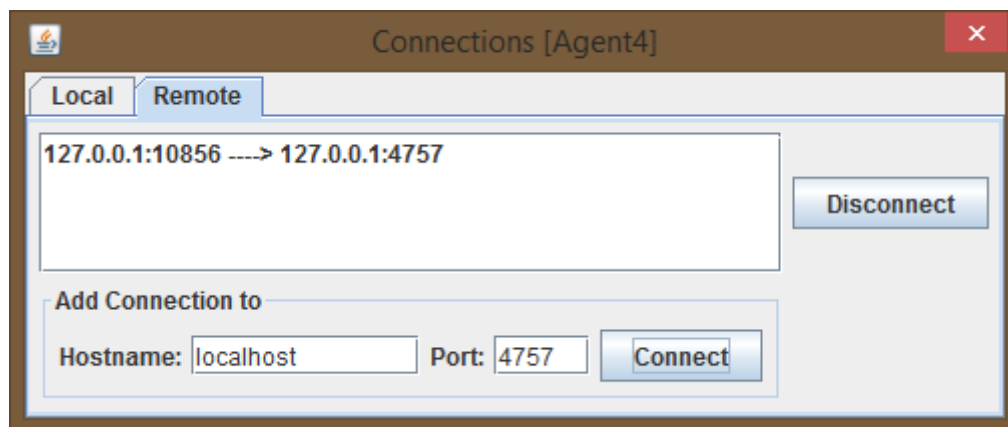 Connections [Agent4]
Local Remote
127.0.0.1:10856 ----> 127.0.0.1:4757
Disconnect
Add Connection to
Hostname: localhost Port: 4757 Connect